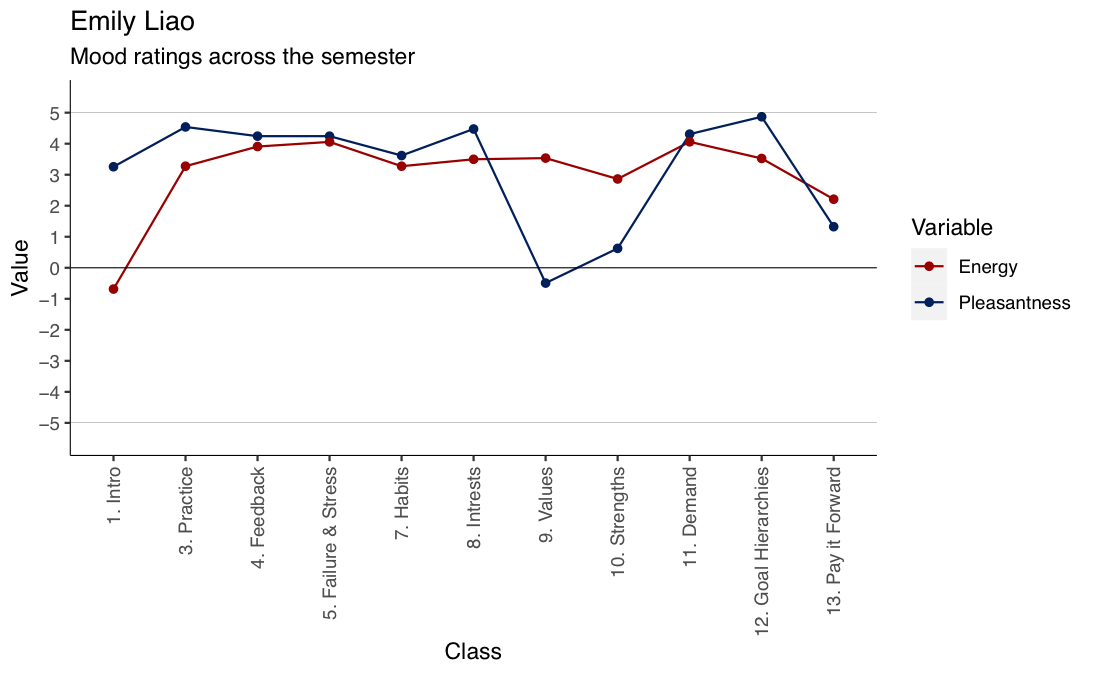 Emily Liao
Mood ratings across the semester
Value
5
4
3
2
1
0
−1
−2
−3
−4
−5
1. Intro
3. Practice
4. Feedback
5. Failure & Stress
7. Habits
8. Intrests
9. Values
10. Strengths
11. Demand
12. Goal Hierarchies
13. Pay it Forward
Class
Variable
Energy
Pleasantness